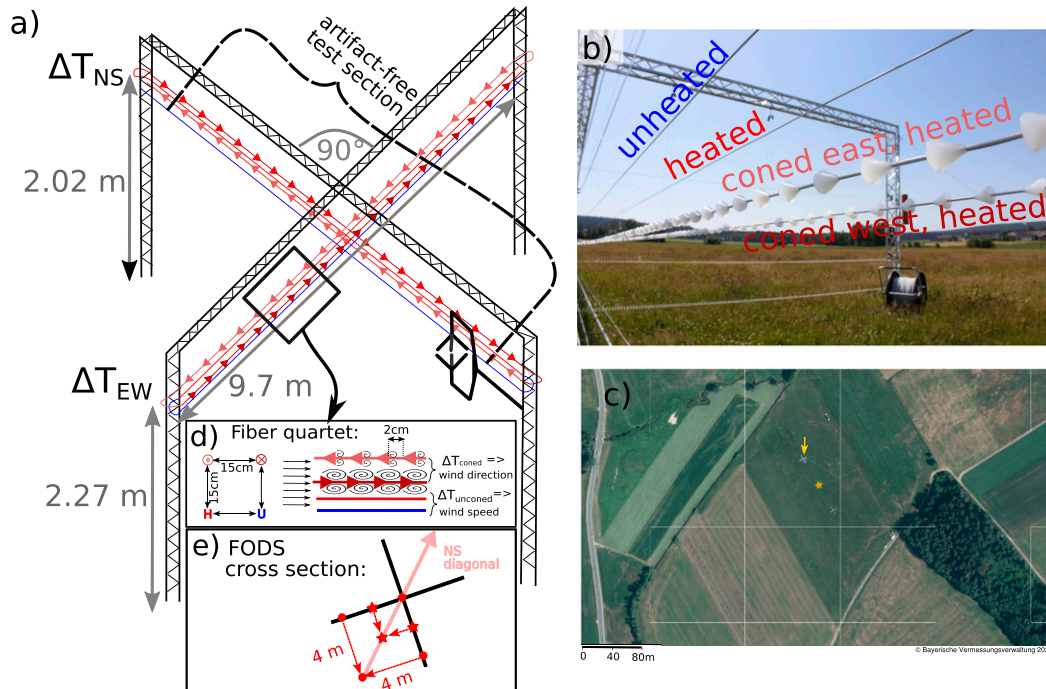 a)
ΔT_NS
2.02 m
artifact-free
test section
90°
ΔT_EW
9.7 m
2.27 m
d) Fiber quartet:
15cm
15cm
H
U
2cm
ΔT_coned =>
wind direction
ΔT_unconed =>
wind speed
e) FODS
cross section:
NS
diagonal
4 m
4 m
b)
unheated
heated
coned east, heated
coned west, heated
c)
0 40 80m
© Bayerische Vermessungsverwaltung 202